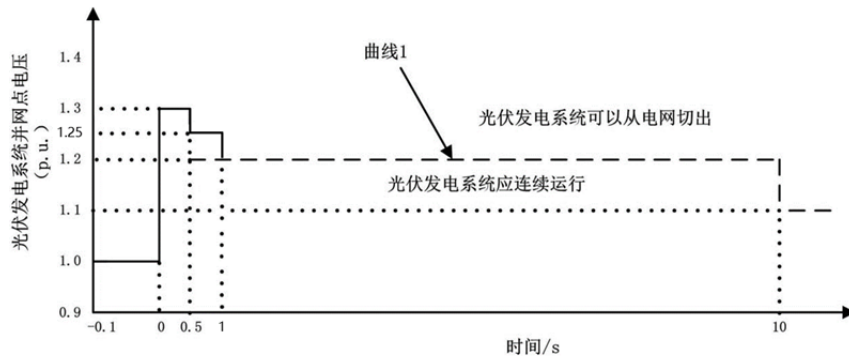 光伏发电系统并网点电压
(p.u.)
1.4
1.3
1.25
1.2
1.1
1.0
0.9
曲线1
光伏发电系统可以从电网切出
光伏发电系统应连续运行
-0.1
0
0.5
1
10
时间/s